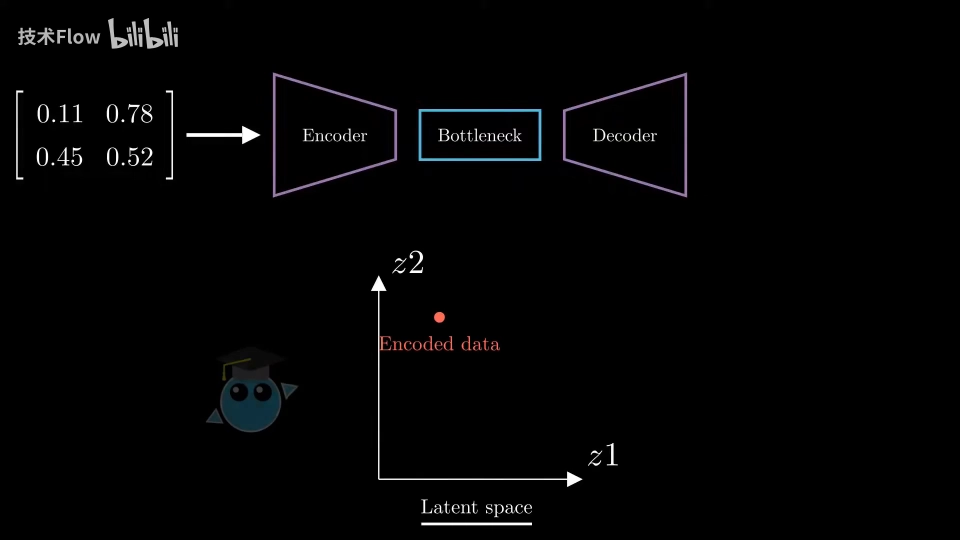 技术Flow bilibili
0.11 0.78
0.45 0.52
Encoder
Bottleneck
Decoder
z2
Encoded data
z1
Latent space